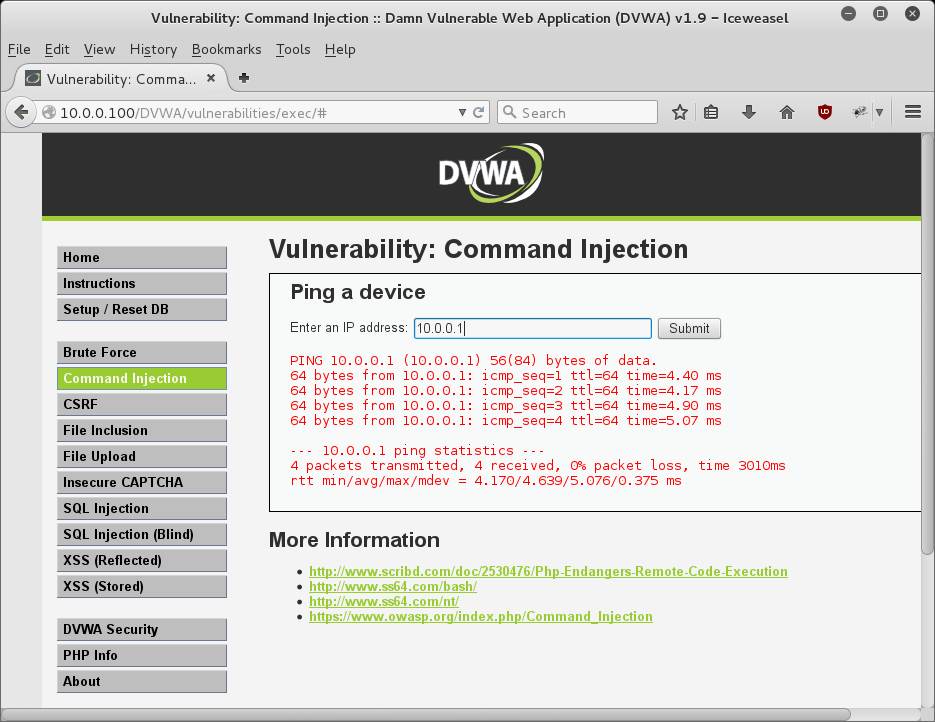 Vulnerability: Command Injection :: Damn Vulnerable Web Application (DVWA) v1.9 – Iceweasel
File Edit View History Bookmarks Tools Help
Vulnerability: Comma...
10.0.0.100/DVWA/vulnerabilities/exec/#
Search
DVWA
Home
Instructions
Setup / Reset DB
Brute Force
Command Injection
CSRF
File Inclusion
File Upload
Insecure CAPTCHA
SQL Injection
SQL Injection (Blind)
XSS (Reflected)
XSS (Stored)
DVWA Security
PHP Info
About
Vulnerability: Command Injection
Ping a device
Enter an IP address: 10.0.0.1 Submit
PING 10.0.0.1 (10.0.0.1) 56(84) bytes of data.
64 bytes from 10.0.0.1: icmp_seq=1 ttl=64 time=4.40 ms
64 bytes from 10.0.0.1: icmp_seq=2 ttl=64 time=4.17 ms
64 bytes from 10.0.0.1: icmp_seq=3 ttl=64 time=4.90 ms
64 bytes from 10.0.0.1: icmp_seq=4 ttl=64 time=5.07 ms
--- 10.0.0.1 ping statistics ---
4 packets transmitted, 4 received, 0% packet loss, time 3010ms
rtt min/avg/max/mdev = 4.170/4.639/5.076/0.375 ms
More Information
http://www.scribd.com/doc/2530476/Php-Endangers-Remote-Code-Execution
http://www.ss64.com/bash/
http://www.ss64.com/nt/
https://www.owasp.org/index.php/Command_Injection